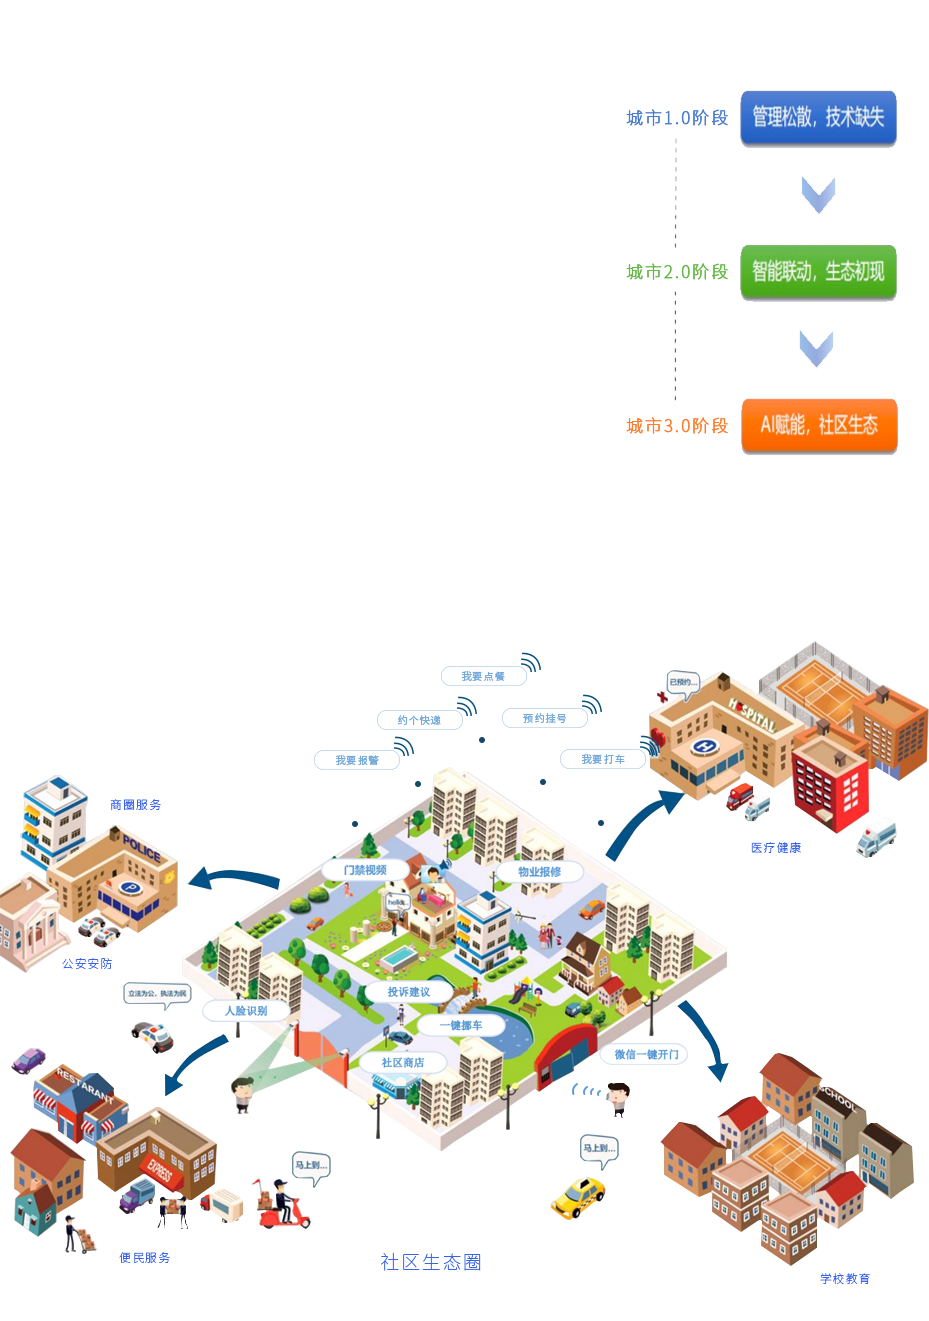 城市1.0阶段
管理松散，技术缺失
城市2.0阶段
智能联动，生态初现
城市3.0阶段
AI赋能，社区生态
我要点餐
约个快递
预约挂号
我要报警
我要打车
已预约...
HOSPITAL
H
商圈服务
POLICE
P
医疗健康
门禁视频
物业报修
hello..
公安安防
立法为公，执法为民
投诉建议
人脸识别
一键挪车
社区商店
微信一键开门
RESTARANT
SCHOOL
EXPRESS
马上到...
马上到...
便民服务
社区生态圈
学校教育